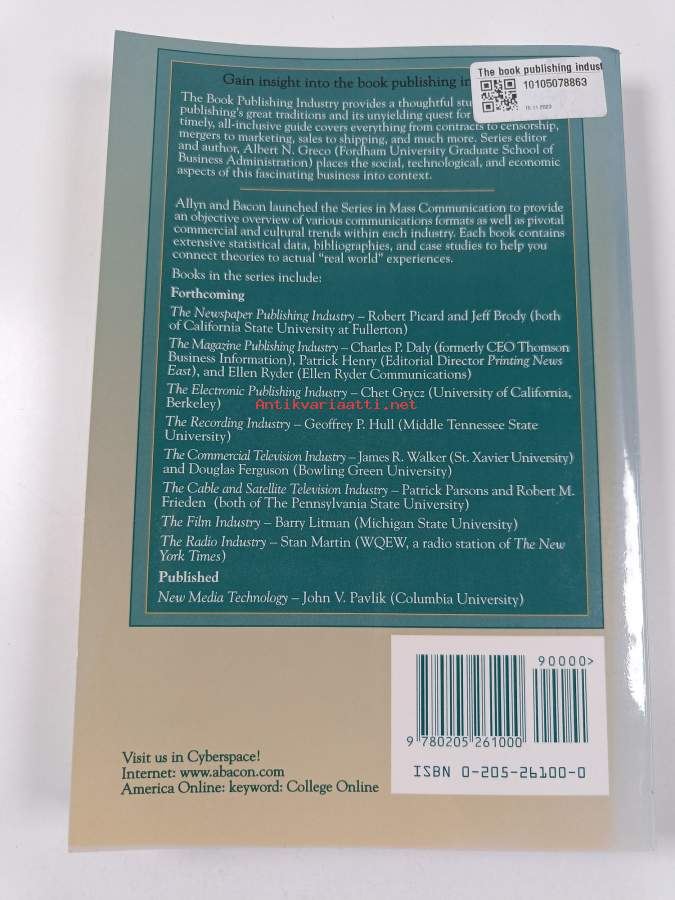 The book publishing indust
10105078863
Gain insight into the book publishing in
The Book Publishing Industry provides a thoughtful stu
publishing's great traditions and its unyielding quest for
timely, all-inclusive guide covers everything from contracts to censorship,
mergers to marketing, sales to shipping, and much more. Series editor
and author, Albert N. Greco (Fordham University Graduate School of
Business Administration) places the social, technological, and economic
aspects of this fascinating business into context.
Allyn and Bacon launched the Series in Mass Communication to provide
an objective overview of various communications formats as well as pivotal
commercial and cultural trends within each industry. Each book contains
extensive statistical data, bibliographies, and case studies to help you
connect theories to actual "real world" experiences.
Books in the series include:
Forthcoming
The Newspaper Publishing Industry – Robert Picard and Jeff Brody (both
of California State University at Fullerton)
The Magazine Publishing Industry – Charles P. Daly (formerly CEO Thomson
Business Information), Patrick Henry (Editorial Director Printing News
East), and Ellen Ryder (Ellen Ryder Communications)
The Electronic Publishing Industry – Chet Grycz (University of California,
Berkeley)
Antikvariaatti.net
The Recording Industry – Geoffrey P. Hull (Middle Tennessee State
University)
The Commercial Television Industry – James R. Walker (St. Xavier University)
and Douglas Ferguson (Bowling Green University)
The Cable and Satellite Television Industry – Patrick Parsons and Robert M.
Frieden (both of The Pennsylvania State University)
The Film Industry – Barry Litman (Michigan State University)
The Radio Industry – Stan Martin (WQEW, a radio station of The New
York Times)
Published
New Media Technology – John V. Pavlik (Columbia University)
90000>
9 780205 261000
ISBN 0-205-26100-0
Visit us in Cyberspace!
Internet: www.abacon.com
America Online: keyword: College Online